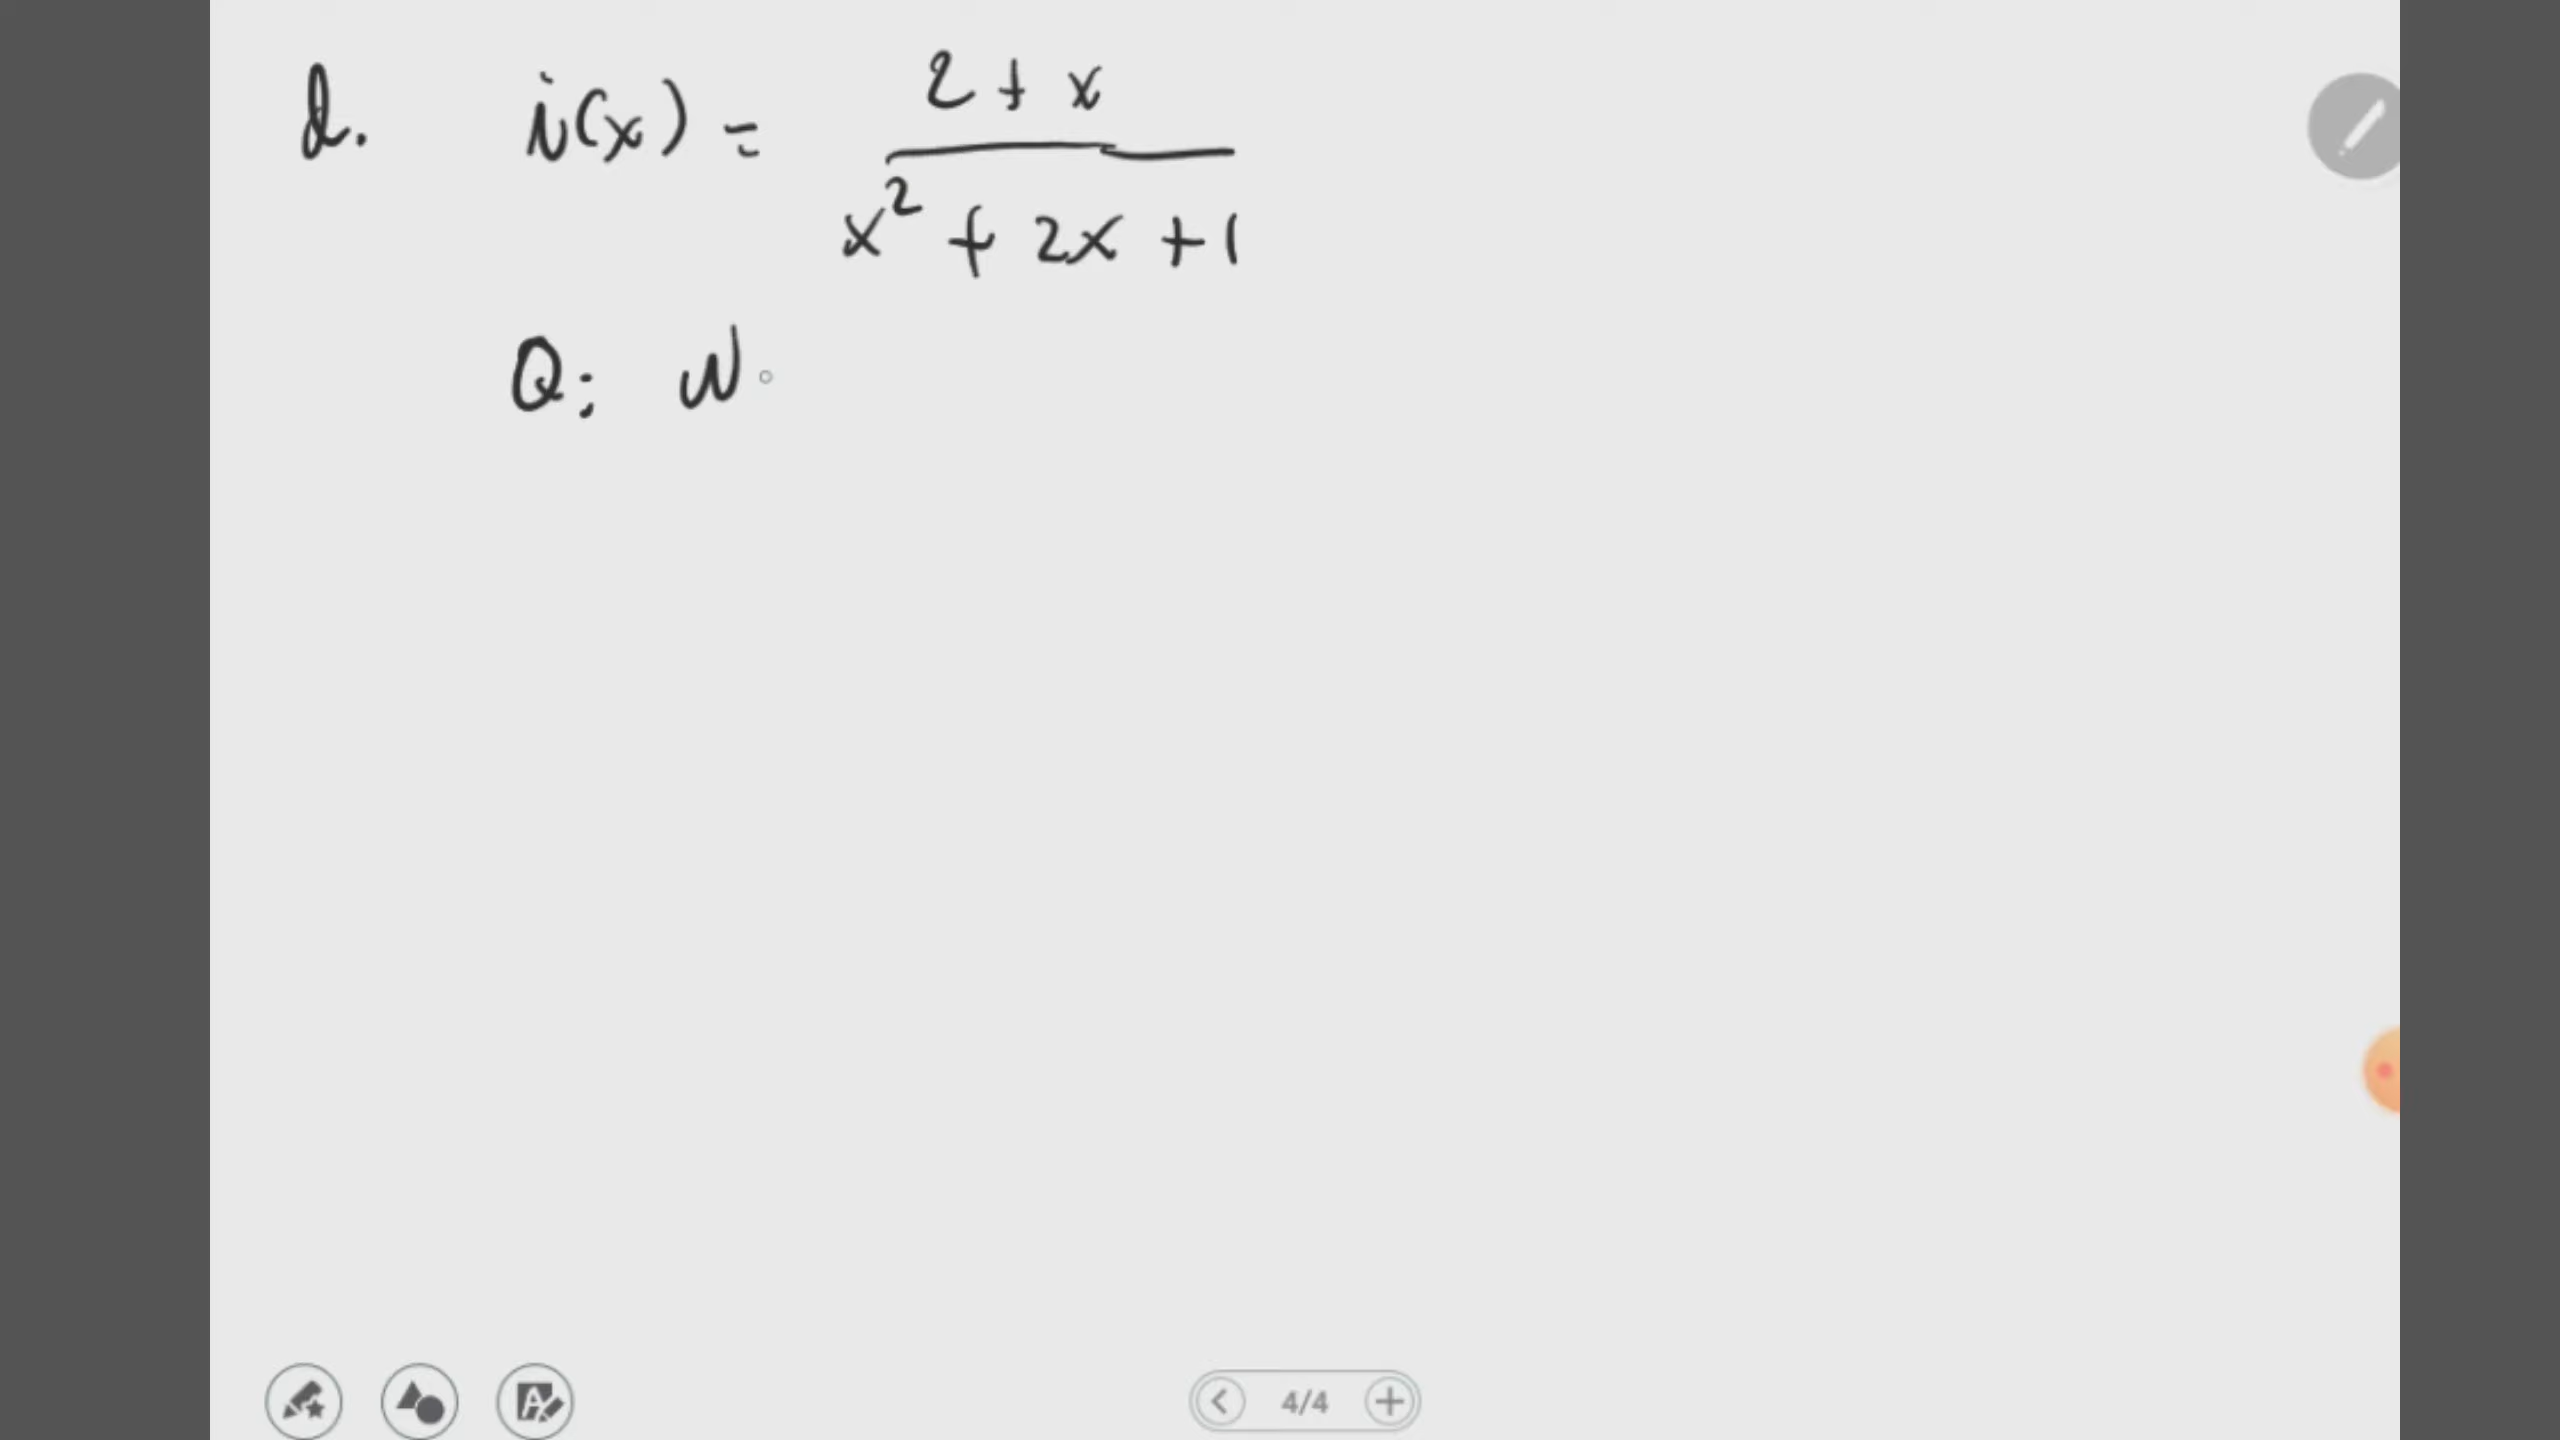 d. i(x) = 2 + x
x² + 2x + 1
Q:
4/4